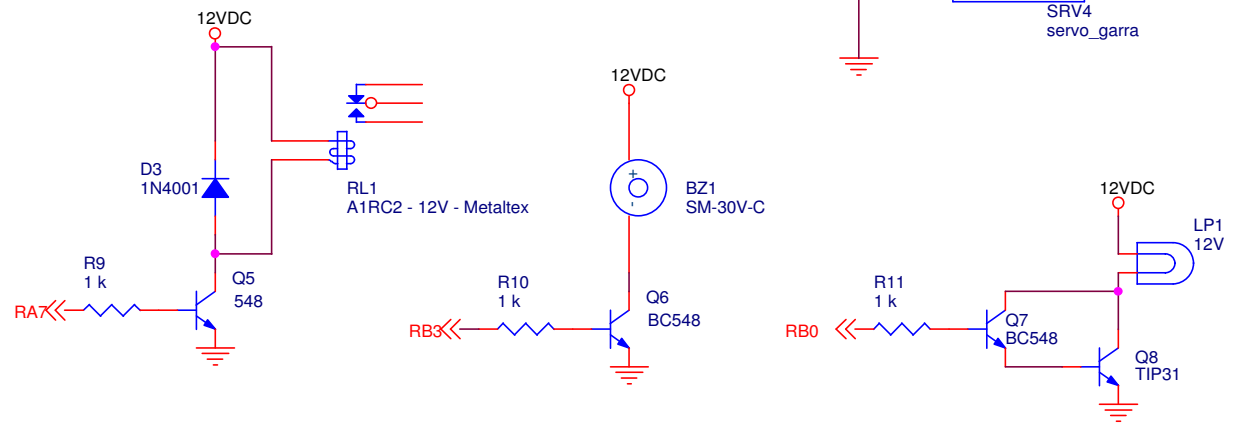 SRV4
servo_garra
12VDC
D3
1N4001
RL1
A1RC2 - 12V - Metaltex
R9
1 k
Q5
548
RA7
12VDC
+
-
BZ1
SM-30V-C
R10
1 k
Q6
BC548
RB3
12VDC
LP1
12V
R11
1 k
Q7
BC548
RB0
Q8
TIP31